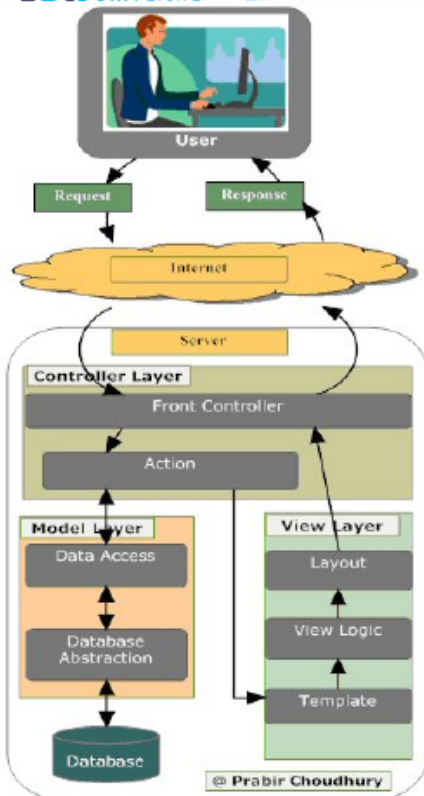 User
Request
Response
Internet
Server
Controller Layer
Front Controller
Action
Model Layer
View Layer
Data Access
Layout
Database
Abstraction
View Logic
Template
Database
@ Prabir Choudhury